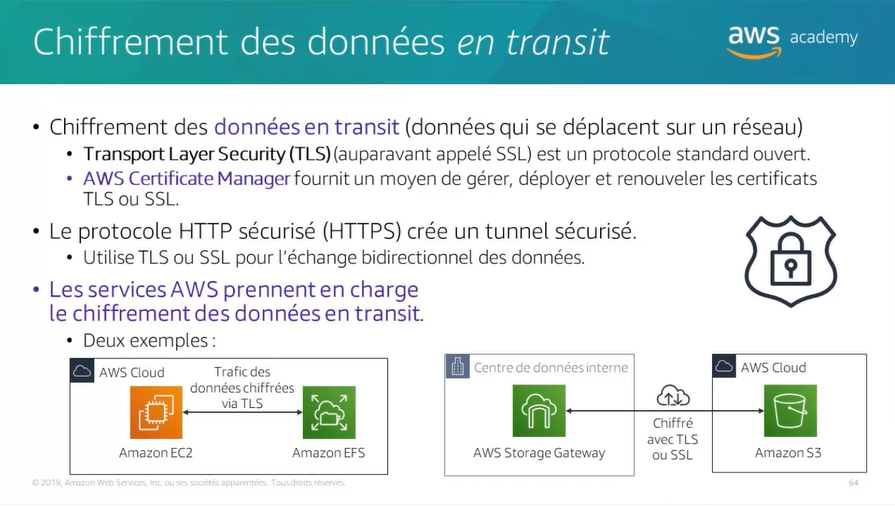 Chiffrement des données en transit
aws academy
• Chiffrement des données en transit (données qui se déplacent sur un réseau)
• Transport Layer Security (TLS) (auparavant appelé SSL) est un protocole standard ouvert.
• AWS Certificate Manager fournit un moyen de gérer, déployer et renouveler les certificats
TLS ou SSL.
• Le protocole HTTP sécurisé (HTTPS) crée un tunnel sécurisé.
• Utilise TLS ou SSL pour l’échange bidirectionnel des données.
• Les services AWS prennent en charge
le chiffrement des données en transit.
• Deux exemples :
AWS Cloud
Trafic des
données chiffrées
via TLS
Amazon EC2
Amazon EFS
Centre de données interne
AWS Storage Gateway
Chiffré
avec TLS
ou SSL
AWS Cloud
Amazon S3
© 2019, Amazon Web Services, Inc. ou ses sociétés apparentées. Tous droits réservés.
64